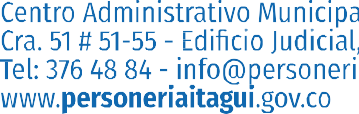 Centro Administrativo Municipa
Cra. 51 # 51-55 - Edificio Judicial,
Tel: 376 48 84 - info@personeri
www.personeriaitagui.gov.co